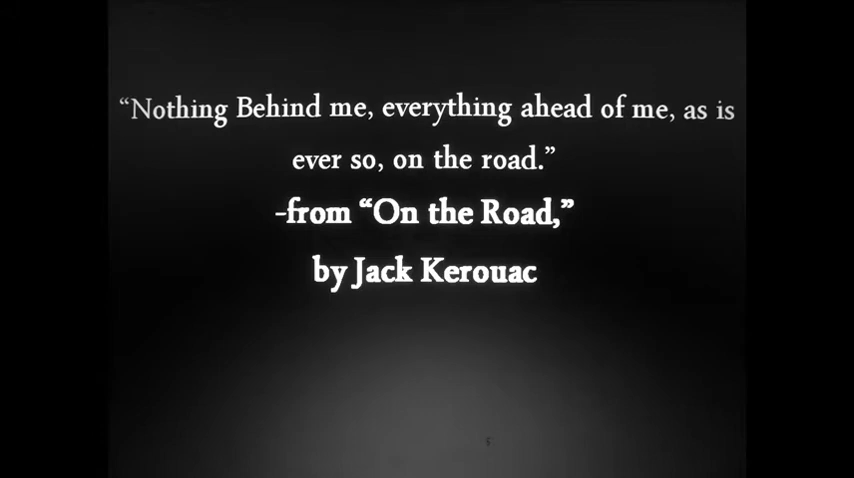 “Nothing Behind me, everything ahead of me, as is
ever so, on the road.”
-from “On the Road,”
by Jack Kerouac